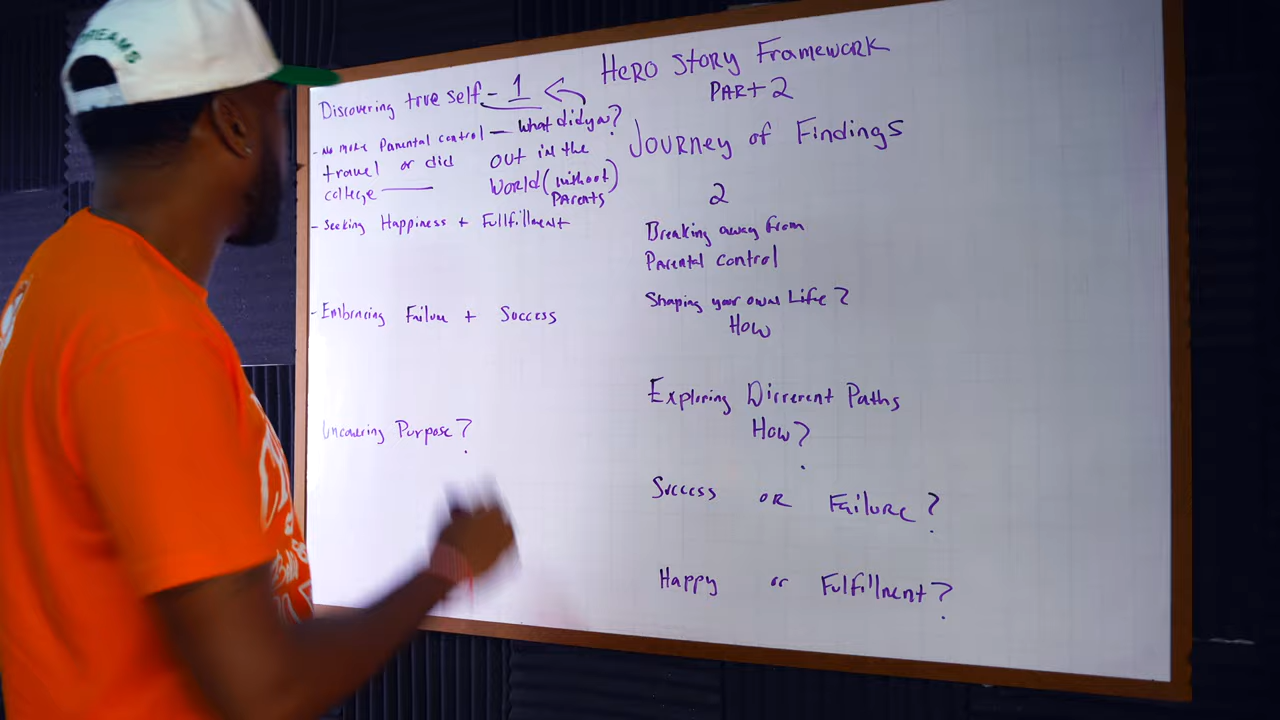 DREAMS
Hero Story Framework
Part 2
Journey of Findings
Discovering true self - 1
- No more Parental control — What did you?
travel or did
college
out in the
World (without
Parents)
- Seeking Happiness + Fullfillment
- Embracing Failure + Success
Uncovering Purpose?
2
Breaking away from
Parental control
Shaping your own Life?
How
Exploring Different Paths
How?
Success or Failure?
Happy or Fulfillment?